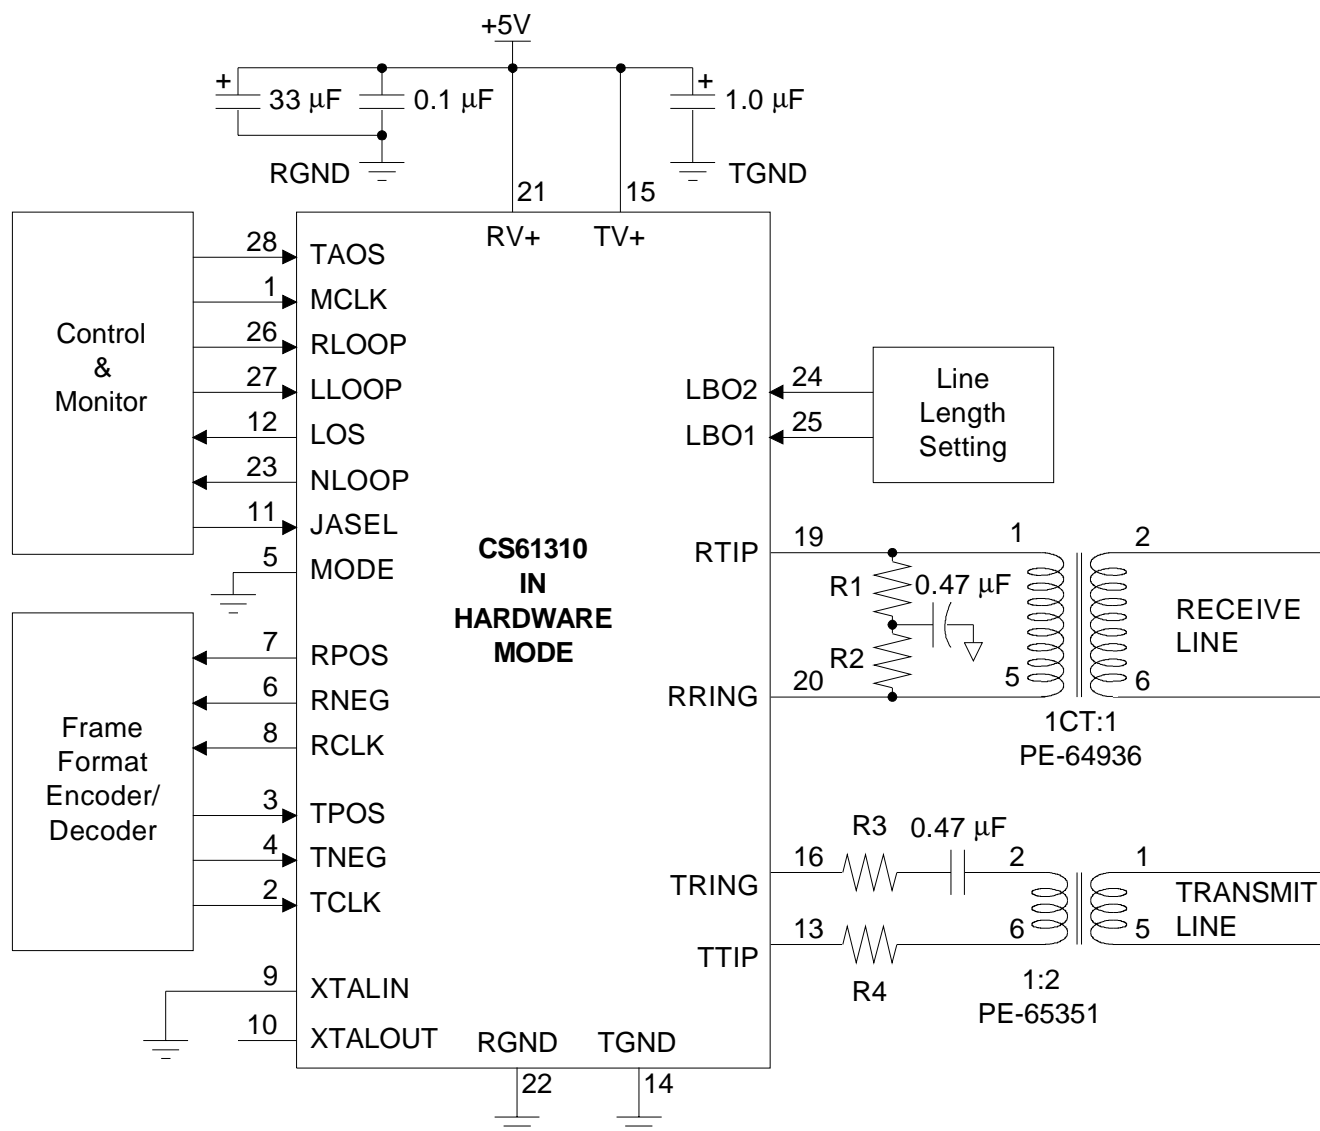 +5V
+
33 μF
0.1 μF
+
1.0 μF
RGND
TGND
21
15
RV+
TV+
Control
&
Monitor
28
TAOS
1
MCLK
26
RLOOP
27
LLOOP
12
LOS
23
NLOOP
11
JASEL
5
MODE
CS61310
IN
HARDWARE
MODE
LBO2
24
LBO1
25
Line
Length
Setting
RTIP
19
R1
0.47 μF
R2
RRING
20
1
2
5
6
RECEIVE
LINE
1CT:1
PE-64936
Frame
Format
Encoder/
Decoder
7
RPOS
6
RNEG
8
RCLK
3
TPOS
4
TNEG
2
TCLK
TRING
16
R3
0.47 μF
2
1
TTIP
13
R4
6
5
TRANSMIT
LINE
1:2
PE-65351
9
XTALIN
10
XTALOUT
RGND
TGND
22
14